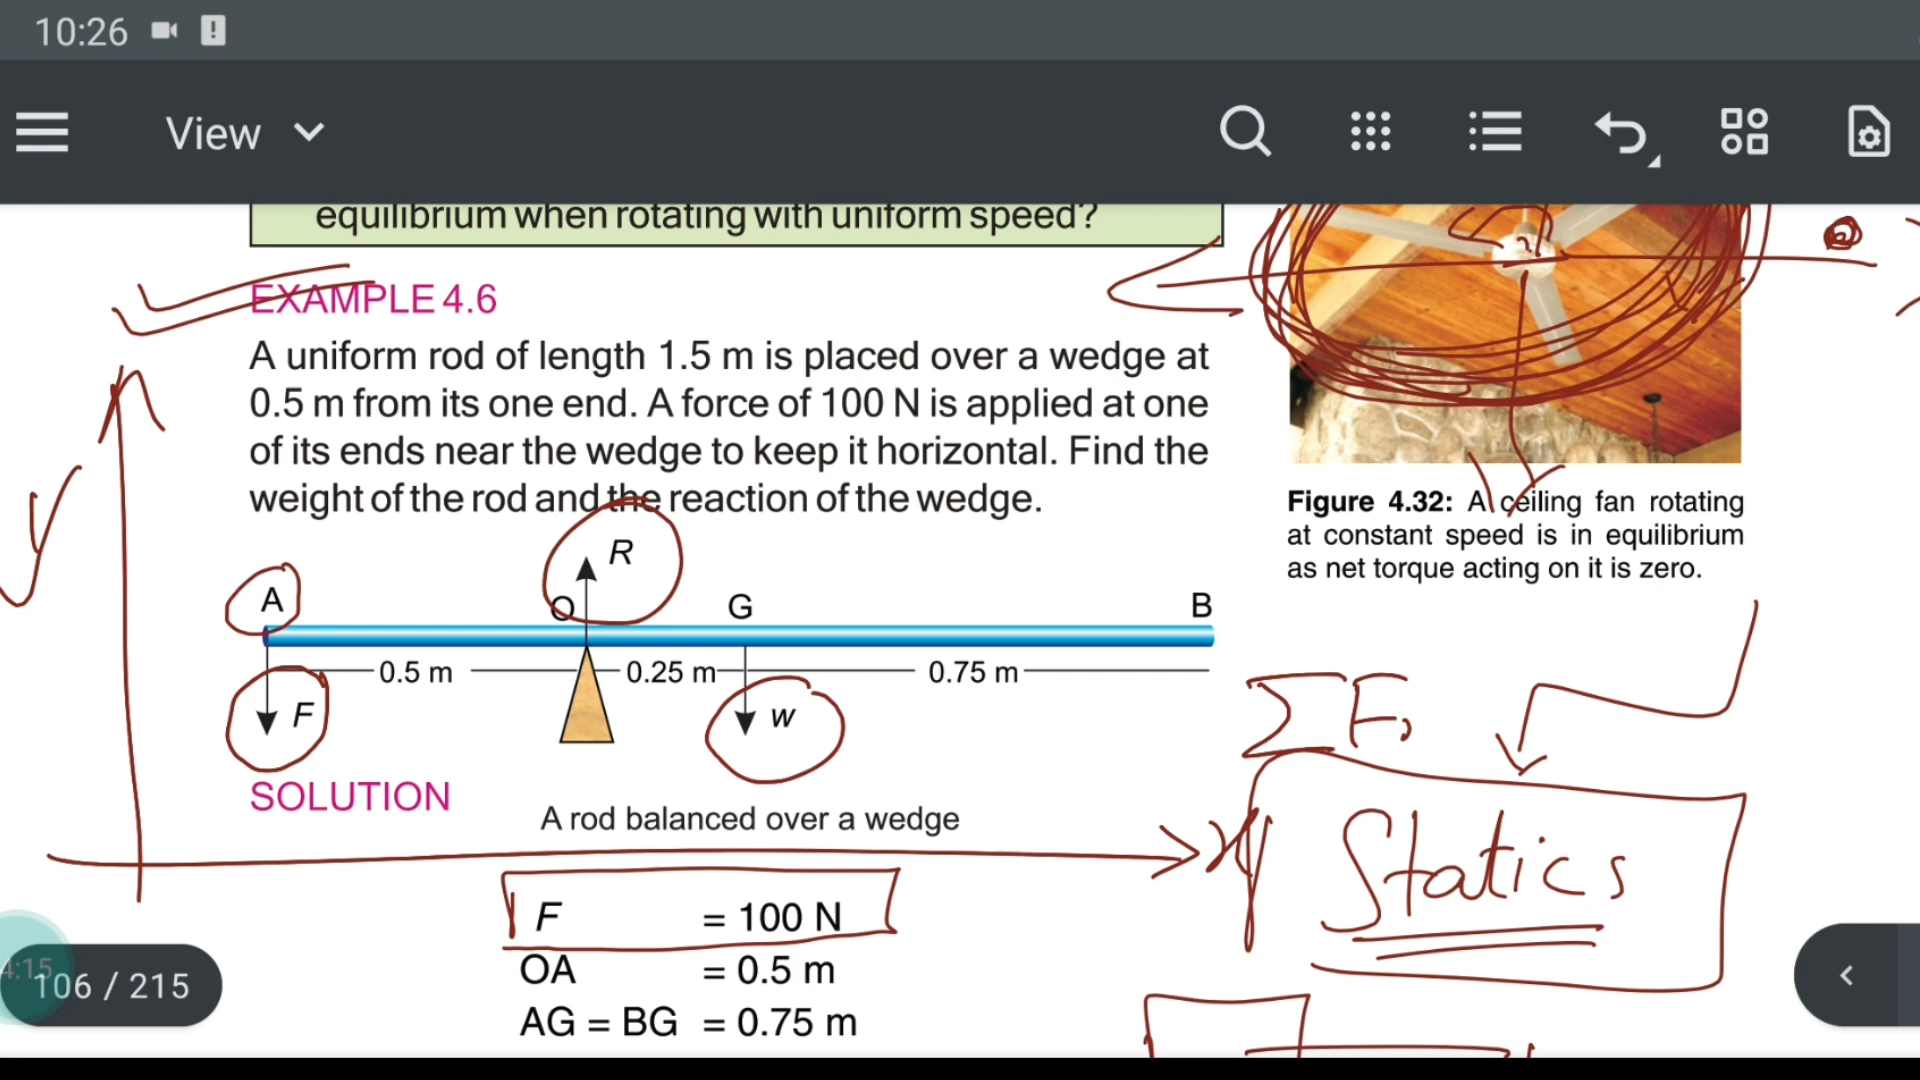 10:26
View
equilibrium when rotating with uniform speed?
EXAMPLE 4.6
A uniform rod of length 1.5 m is placed over a wedge at
0.5 m from its one end. A force of 100 N is applied at one
of its ends near the wedge to keep it horizontal. Find the
weight of the rod and the reaction of the wedge.
Figure 4.32: A ceiling fan rotating
at constant speed is in equilibrium
as net torque acting on it is zero.
R
A
O
G
B
0.5 m
0.25 m
0.75 m
F
w
ΣF
SOLUTION
A rod balanced over a wedge
Statics
F = 100 N
OA = 0.5 m
AG = BG = 0.75 m
106 / 215